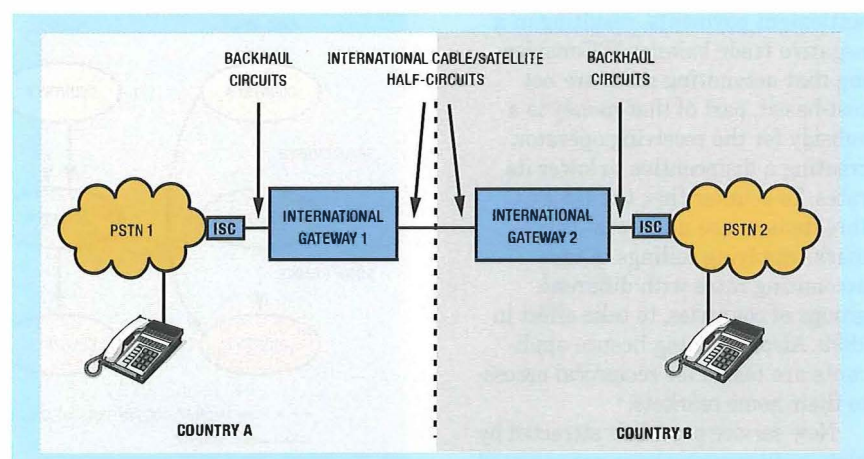 BACKHAUL
CIRCUITS
INTERNATIONAL CABLE/SATELLITE
HALF-CIRCUITS
BACKHAUL
CIRCUITS
PSTN 1
ISC
INTERNATIONAL
GATEWAY 1
INTERNATIONAL
GATEWAY 2
ISC
PSTN 2
COUNTRY A
COUNTRY B